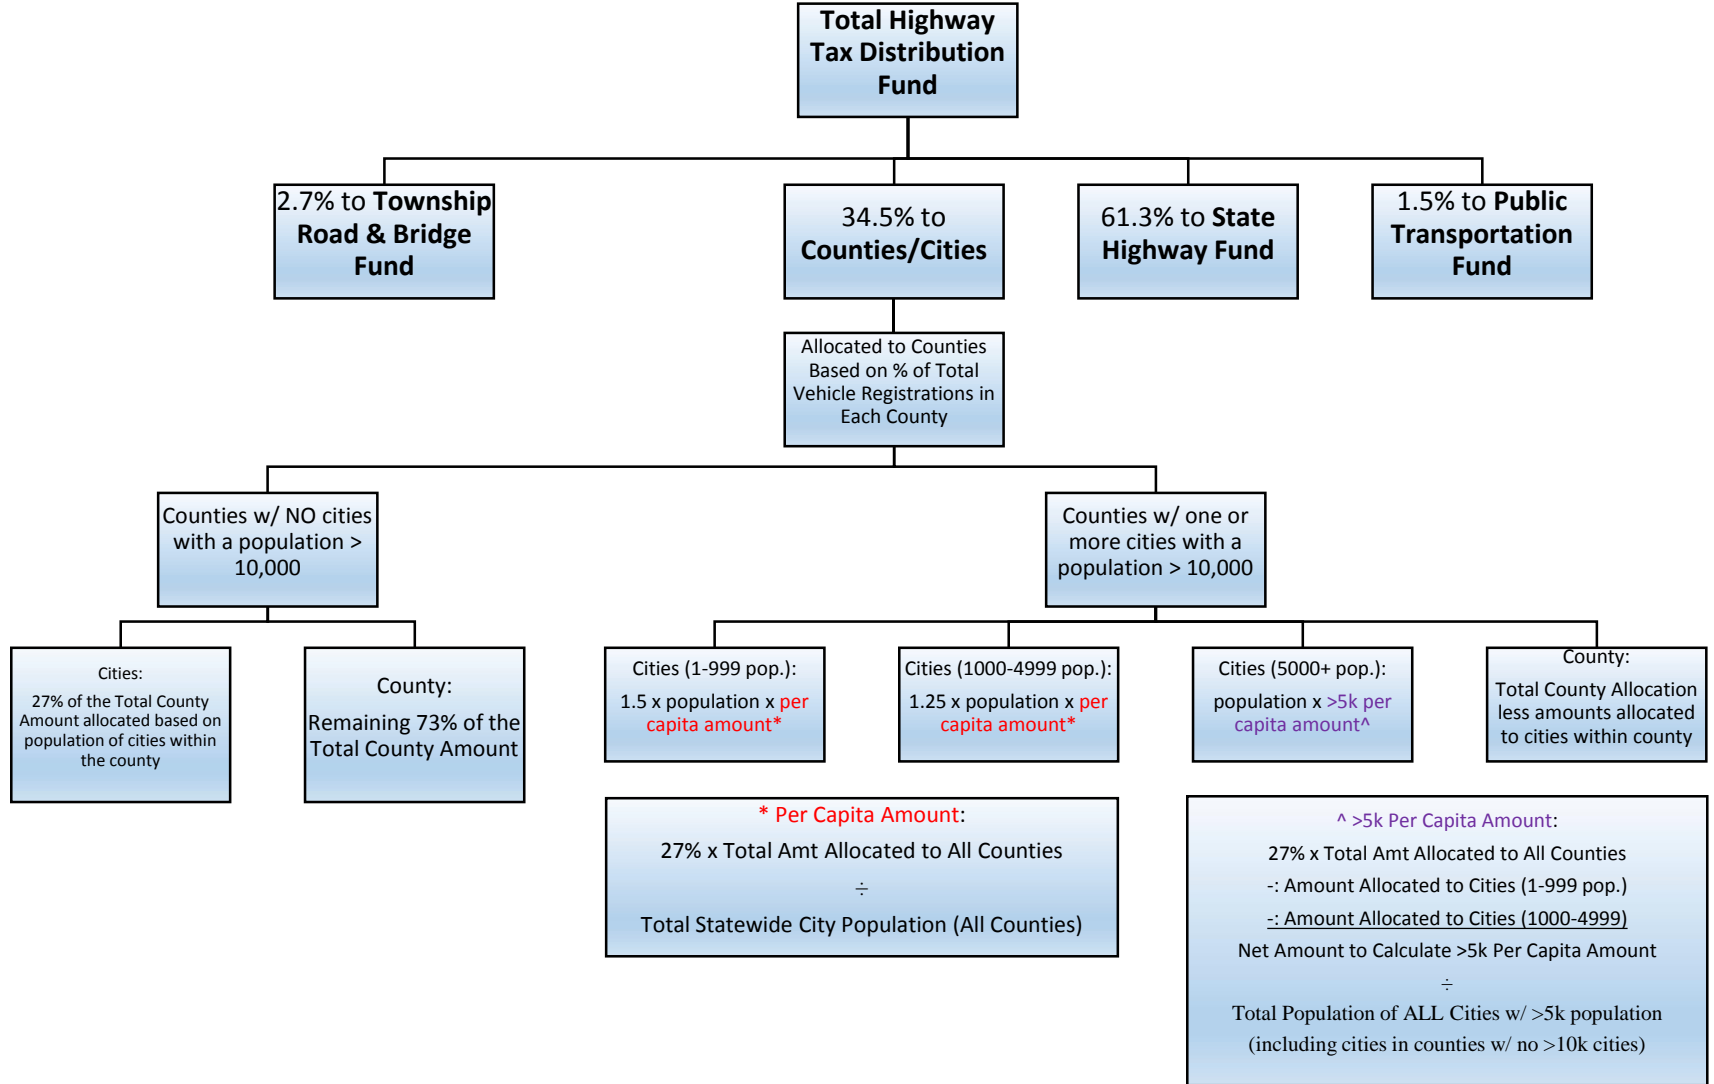 Total Highway
Tax Distribution
Fund
2.7% to Township
Road & Bridge
Fund
34.5% to
Counties/Cities
61.3% to State
Highway Fund
1.5% to Public
Transportation
Fund
Allocated to Counties
Based on % of Total
Vehicle Registrations in
Each County
Counties w/ NO cities
with a population >
10,000
Counties w/ one or
more cities with a
population > 10,000
Cities:
27% of the Total County
Amount allocated based on
population of cities within
the county
County:
Remaining 73% of the
Total County Amount
Cities (1-999 pop.):
1.5 x population x per
capita amount*
Cities (1000-4999 pop.):
1.25 x population x per
capita amount*
Cities (5000+ pop.):
population x >5k per
capita amount^
County:
Total County Allocation
less amounts allocated
to cities within county
* Per Capita Amount:
27% x Total Amt Allocated to All Counties
÷
Total Statewide City Population (All Counties)
^ >5k Per Capita Amount:
27% x Total Amt Allocated to All Counties
-: Amount Allocated to Cities (1-999 pop.)
-: Amount Allocated to Cities (1000-4999)
Net Amount to Calculate >5k Per Capita Amount
÷
Total Population of ALL Cities w/ >5k population
(including cities in counties w/ no >10k cities)